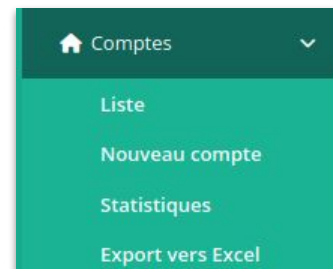 Comptes
Liste
Nouveau compte
Statistiques
Export vers Excel